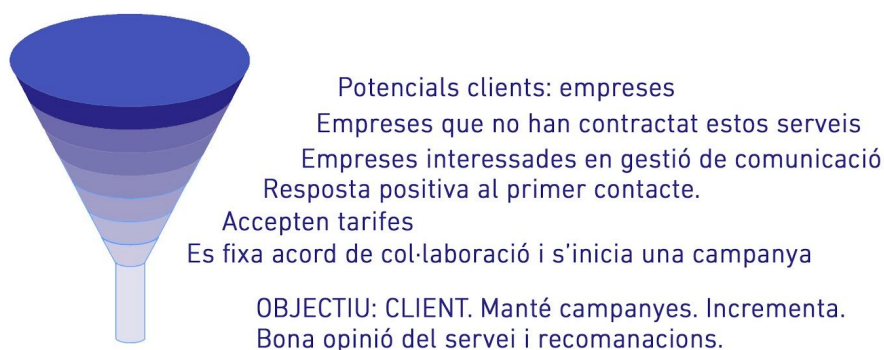 Potencials clients: empreses
Empreses que no han contractat estos serveis
Empreses interessades en gestió de comunicació
Resposta positiva al primer contacte.
Accepten tarifes
Es fixa acord de col·laboració i s’inicia una campanya
OBJECTIU: CLIENT. Manté campanyes. Incrementa.
Bona opinió del servei i recomanacions.